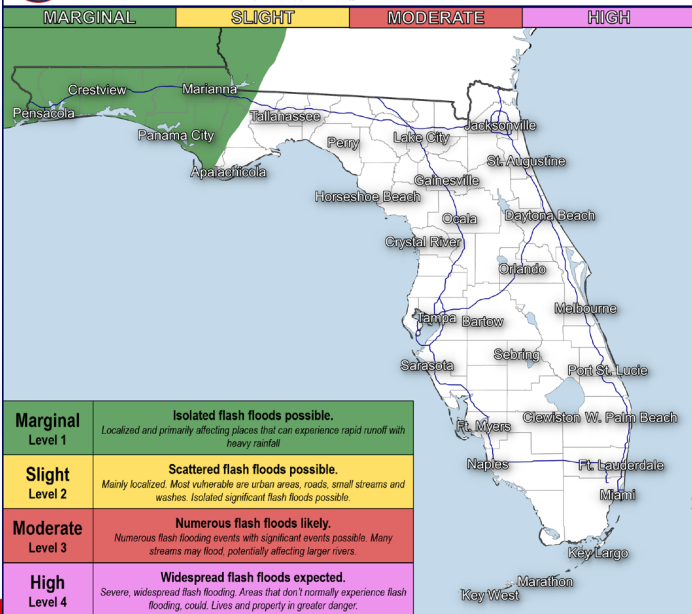 MARGINAL SLIGHT MODERATE HIGH
Crestview
Marianna
Pensacola
Panama City
Tallahassee
Apalachicola
Perry
Lake City
Jacksonville
St. Augustine
Gainesville
Horseshoe Beach
Ocala
Daytona Beach
Crystal River
Orlando
Tampa
Bartow
Melbourne
Sarasota
Sebring
Port St. Lucie
Ft. Myers
Clewiston
W. Palm Beach
Naples
Ft. Lauderdale
Miami
Key Largo
Marathon
Key West
Marginal
Level 1
Isolated flash floods possible.
Localized and primarily affecting places that can experience rapid runoff with
heavy rainfall
Slight
Level 2
Scattered flash floods possible.
Mainly localized. Most vulnerable are urban areas, roads, small streams and
washes. Isolated significant flash floods possible.
Moderate
Level 3
Numerous flash floods likely.
Numerous flash flooding events with significant events possible. Many
streams may flood, potentially affecting larger rivers.
High
Level 4
Widespread flash floods expected.
Severe, widespread flash flooding. Areas that don't normally experience flash
flooding, could. Lives and property in greater danger.